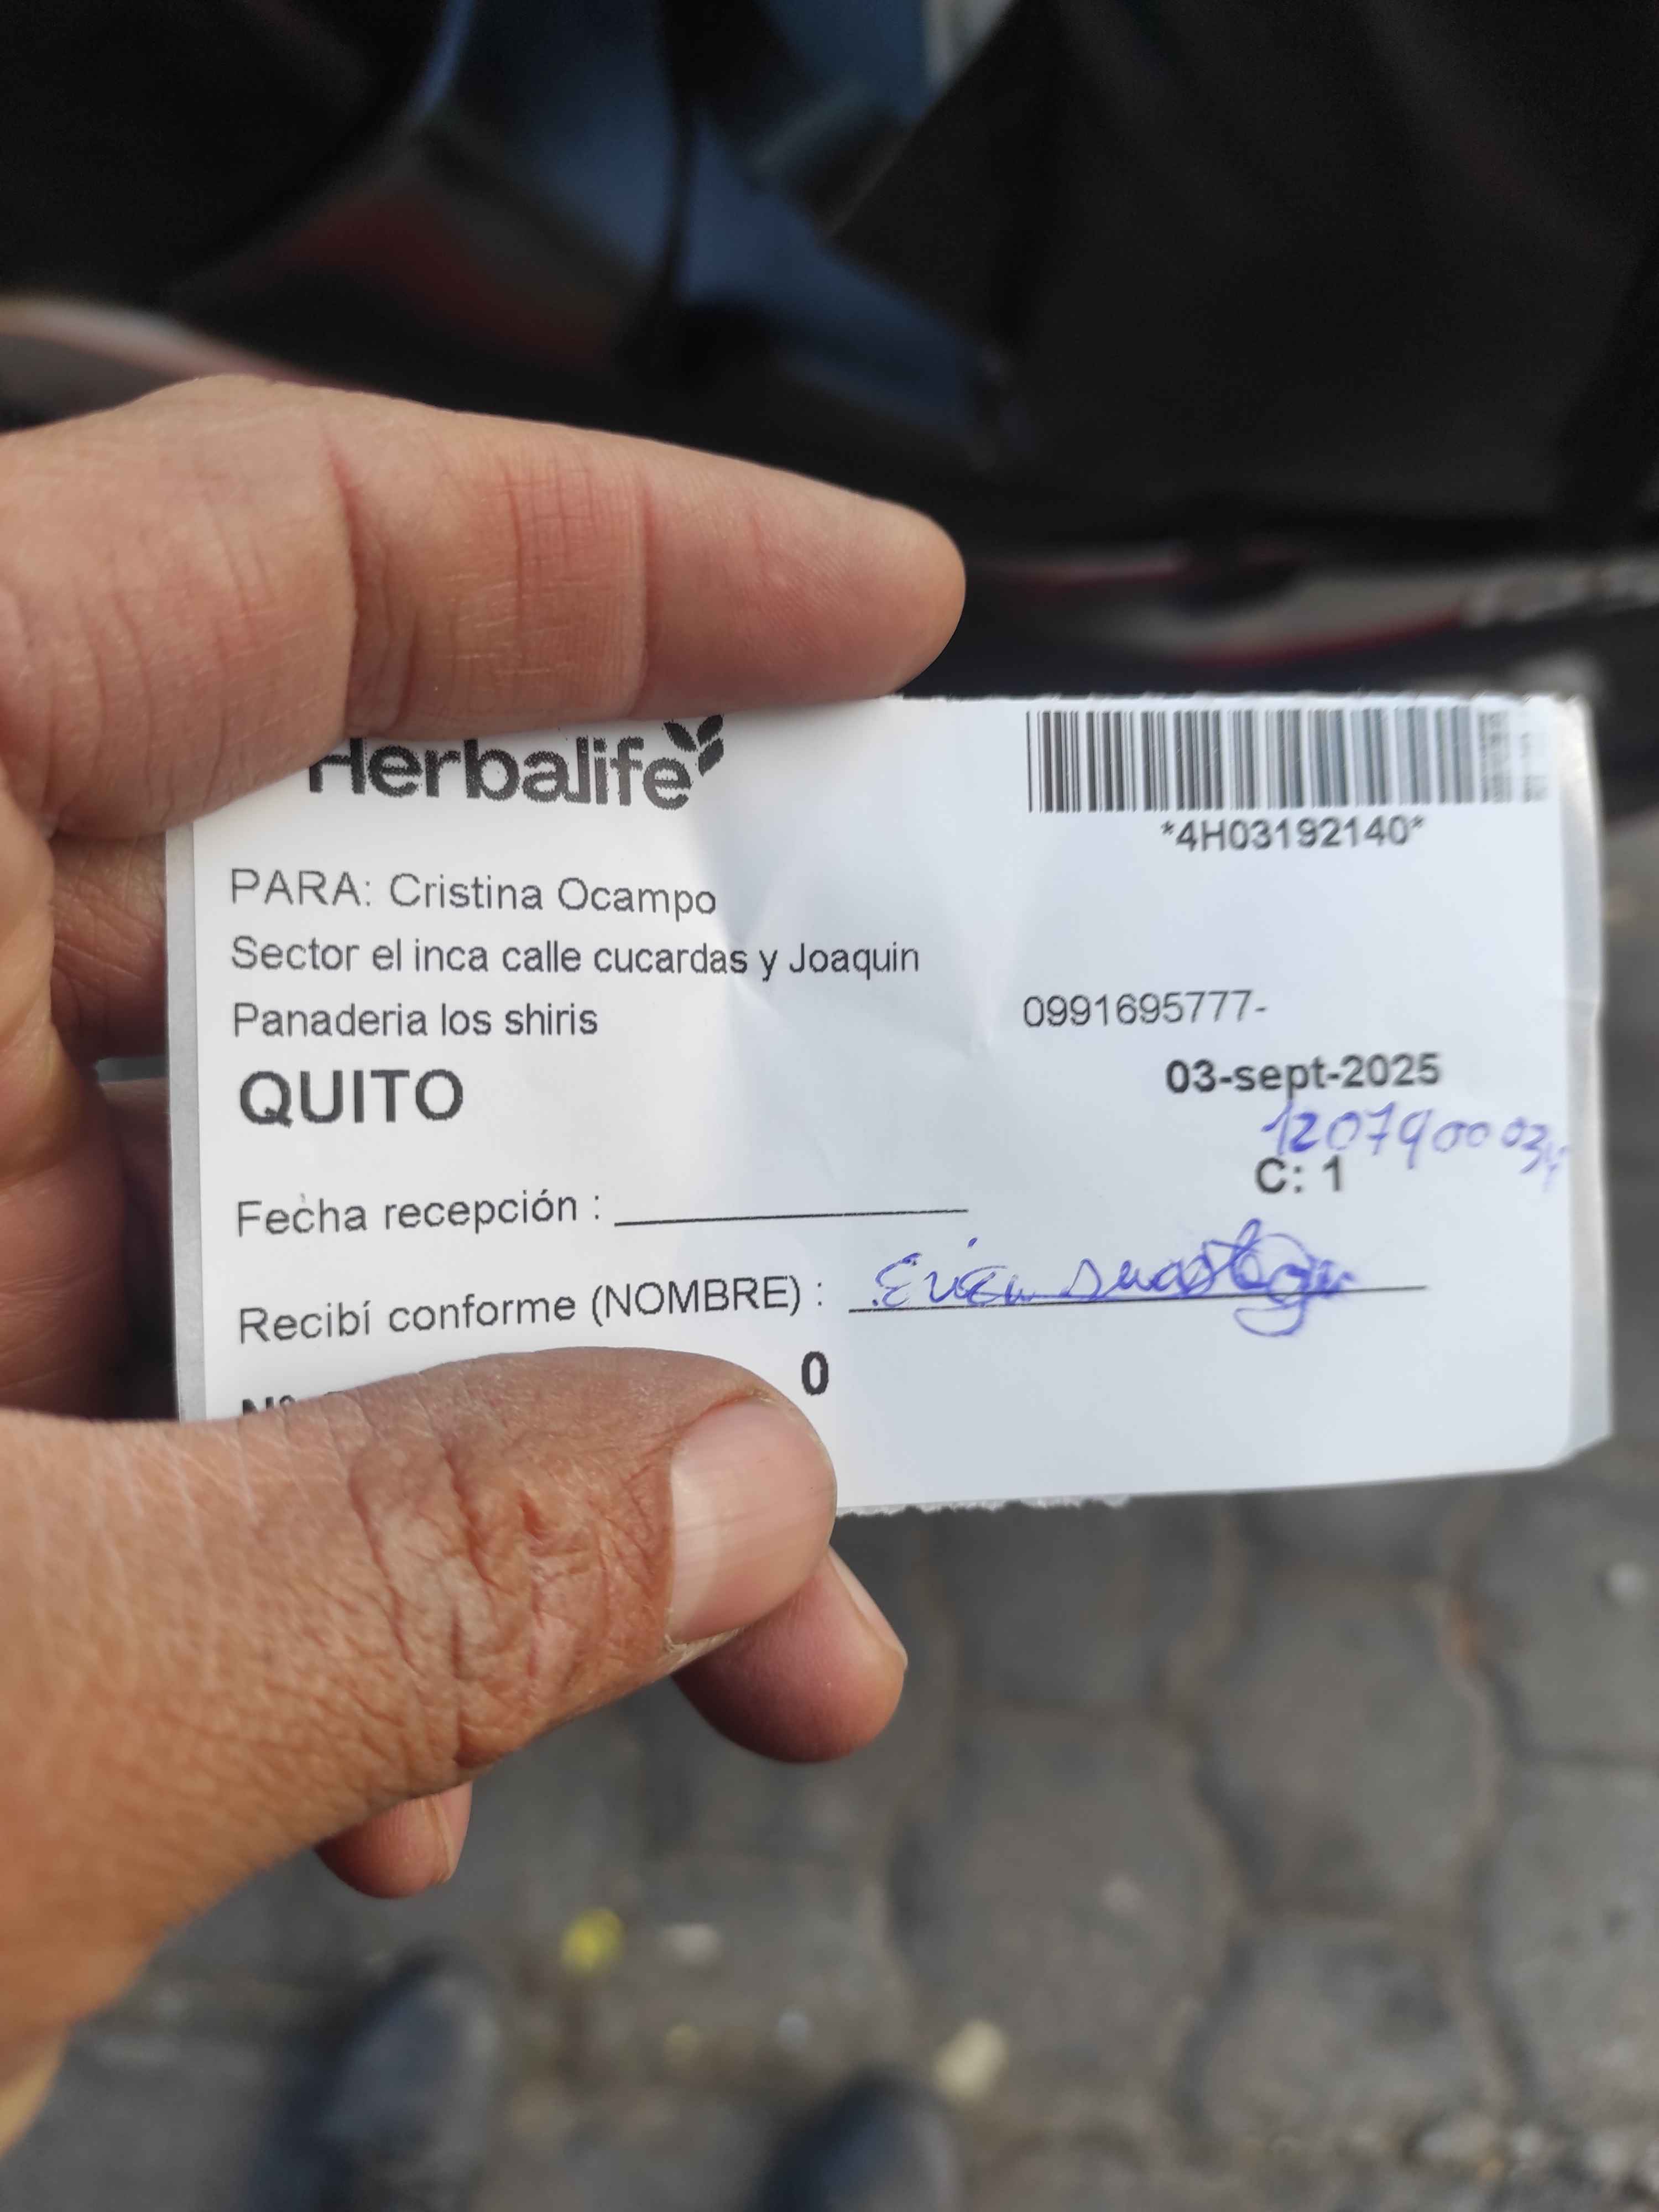 Herbalife
*4H03192140*
PARA: Cristina Ocampo
Sector el inca calle cucardas y Joaquin
Panaderia los shiris
0991695777-
QUITO
03-sept-2025
C: 1
Fecha recepción :
Recibí conforme (NOMBRE) :
0